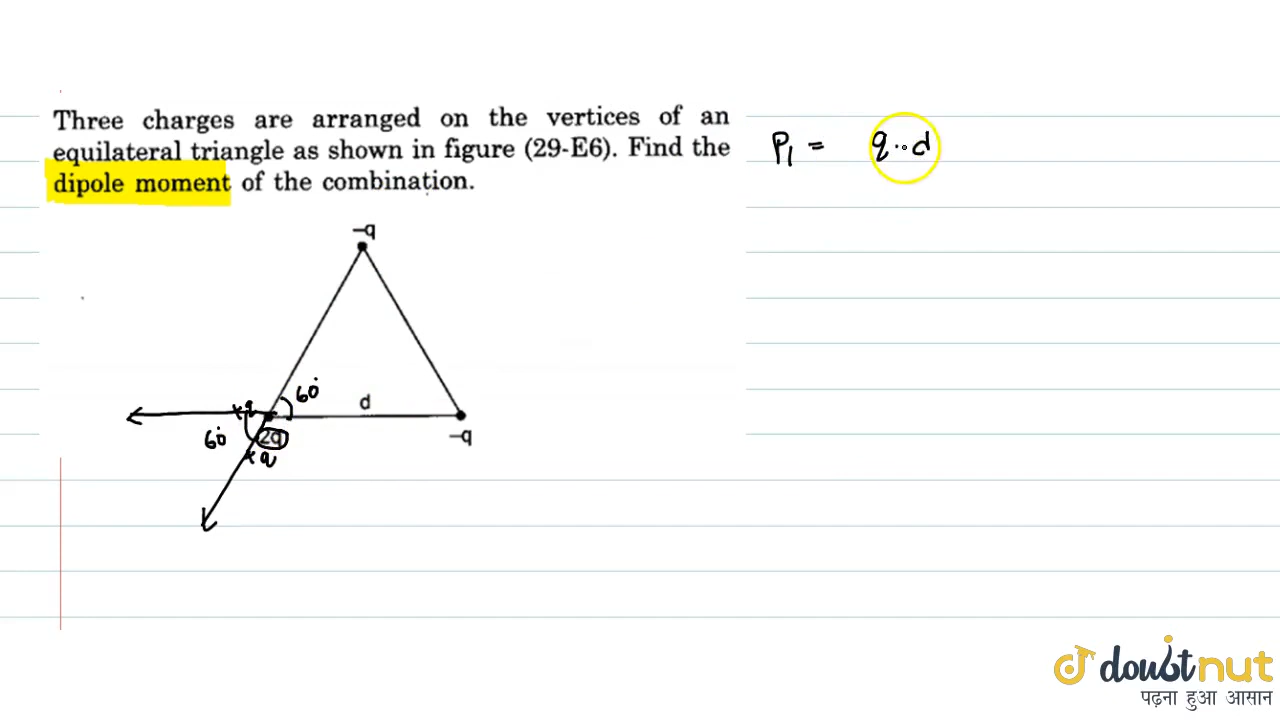 Three charges are arranged on the vertices of an
equilateral triangle as shown in figure (29-E6). Find the
dipole moment of the combination.
P₁ = q..d
-q
60°
d
+q
60°
2q
-q
+q
doubtnut
पढ़ना हुआ आसान